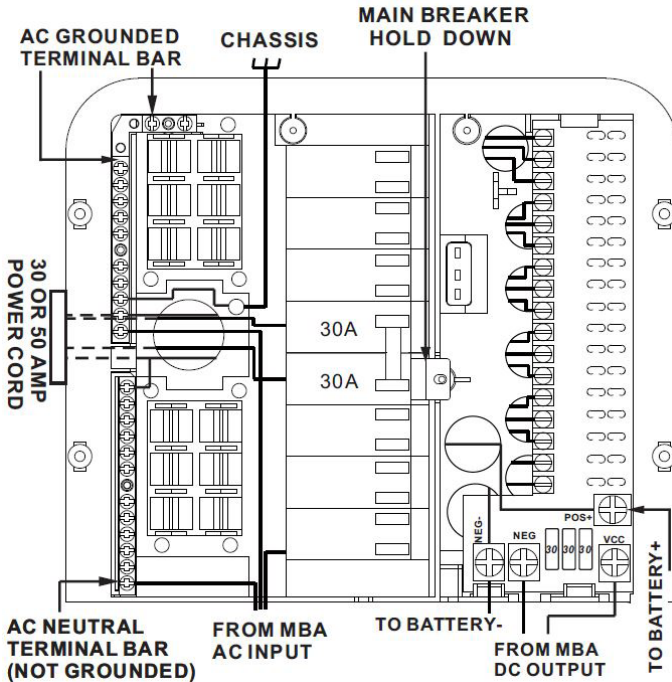 MAIN BREAKER
HOLD DOWN
AC GROUNDED
TERMINAL BAR
CHASSIS
30 OR 50 AMP
POWER CORD
30A
30A
POS+
NEG-
NEG
30 30 30
VCC
TO BATTERY+
AC NEUTRAL
TERMINAL BAR
(NOT GROUNDED)
FROM MBA
AC INPUT
TO BATTERY-
FROM MBA
DC OUTPUT